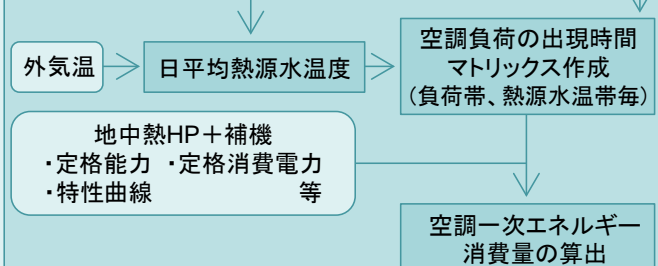 外気温
日平均熱源水温度
空調負荷の出現時間
マトリックス作成
(負荷帯、熱源水温帯毎)
地中熱HP＋補機
・定格能力 ・定格消費電力
・特性曲線 等
空調一次エネルギー
消費量の算出